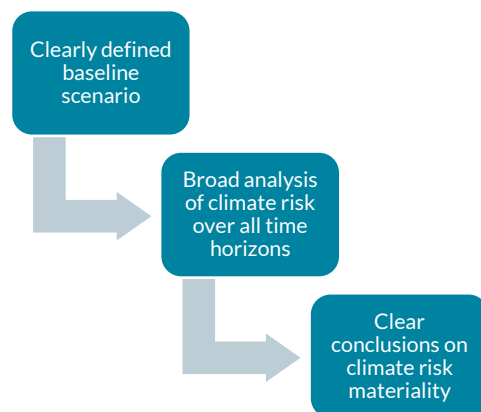 Clearly defined
baseline
scenario
Broad analysis
of climate risk
over all time
horizons
Clear
conclusions on
climate risk
materiality